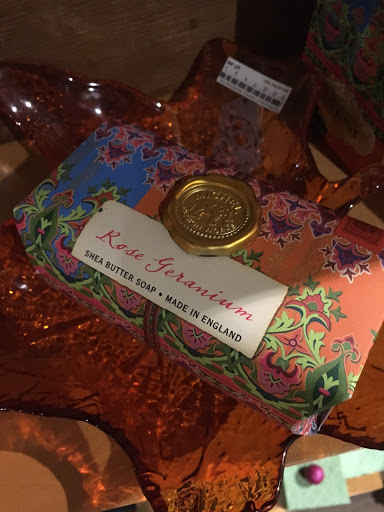 Rose Geranium
SHEA BUTTER SOAP • MADE IN ENGLAND